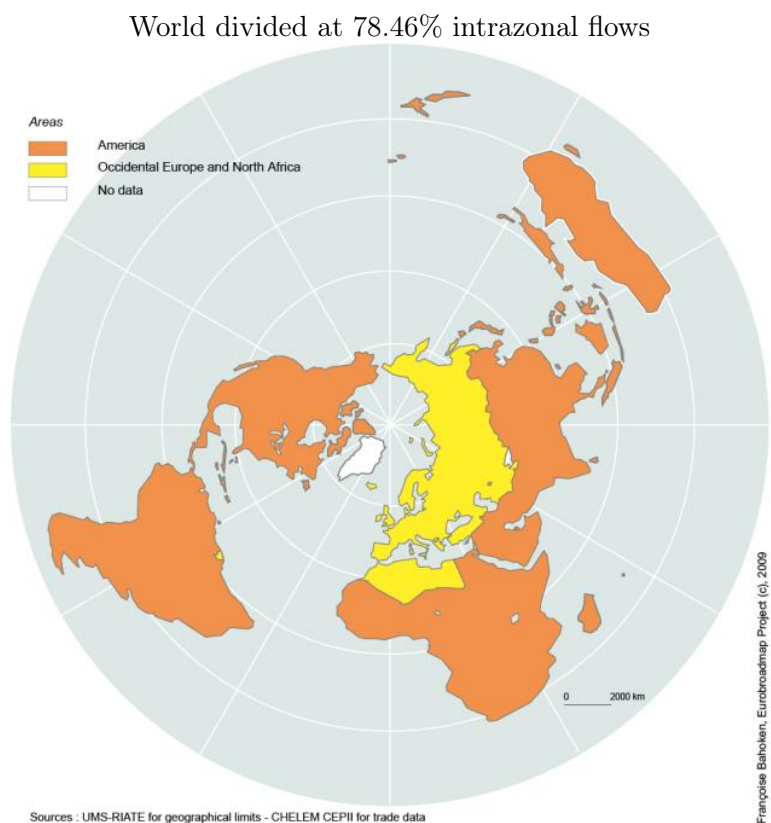 World divided at 78.46% intrazonal flows
Areas
America
Occidental Europe and North Africa
No data
0 2000 km
Françoise Bahoken, Eurobroadmap Project (c), 2009
Sources : UMS-RIATE for geographical limits - CHELEM CEPII for trade data